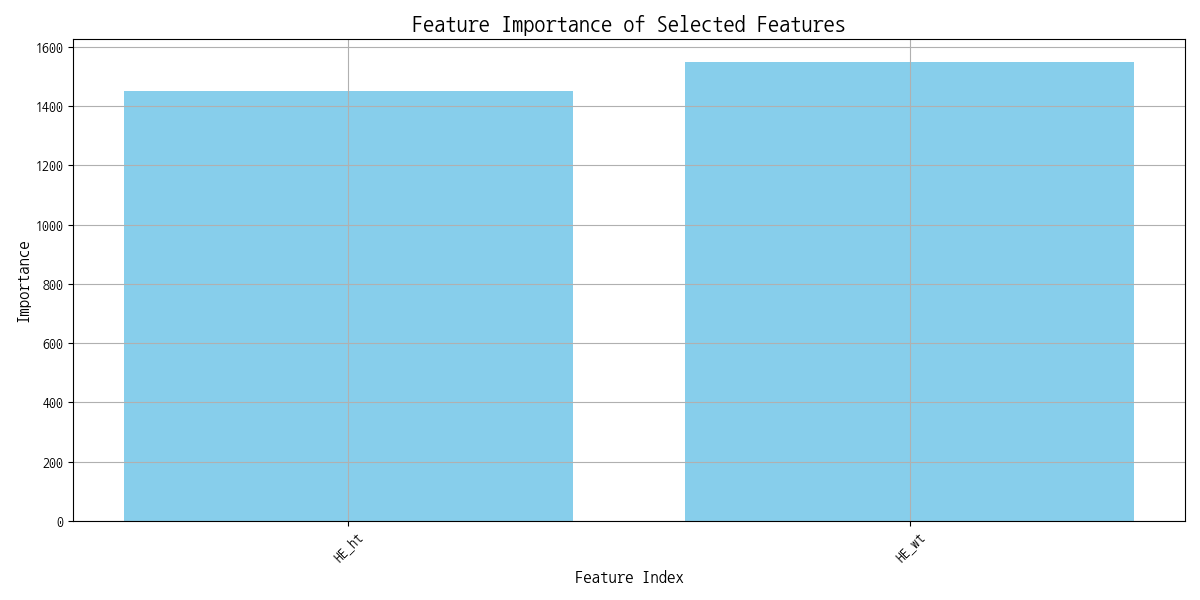 Feature Importance of Selected Features
1600
1400
1200
1000
800
600
400
200
0
Importance
HE_ht
HE_wt
Feature Index